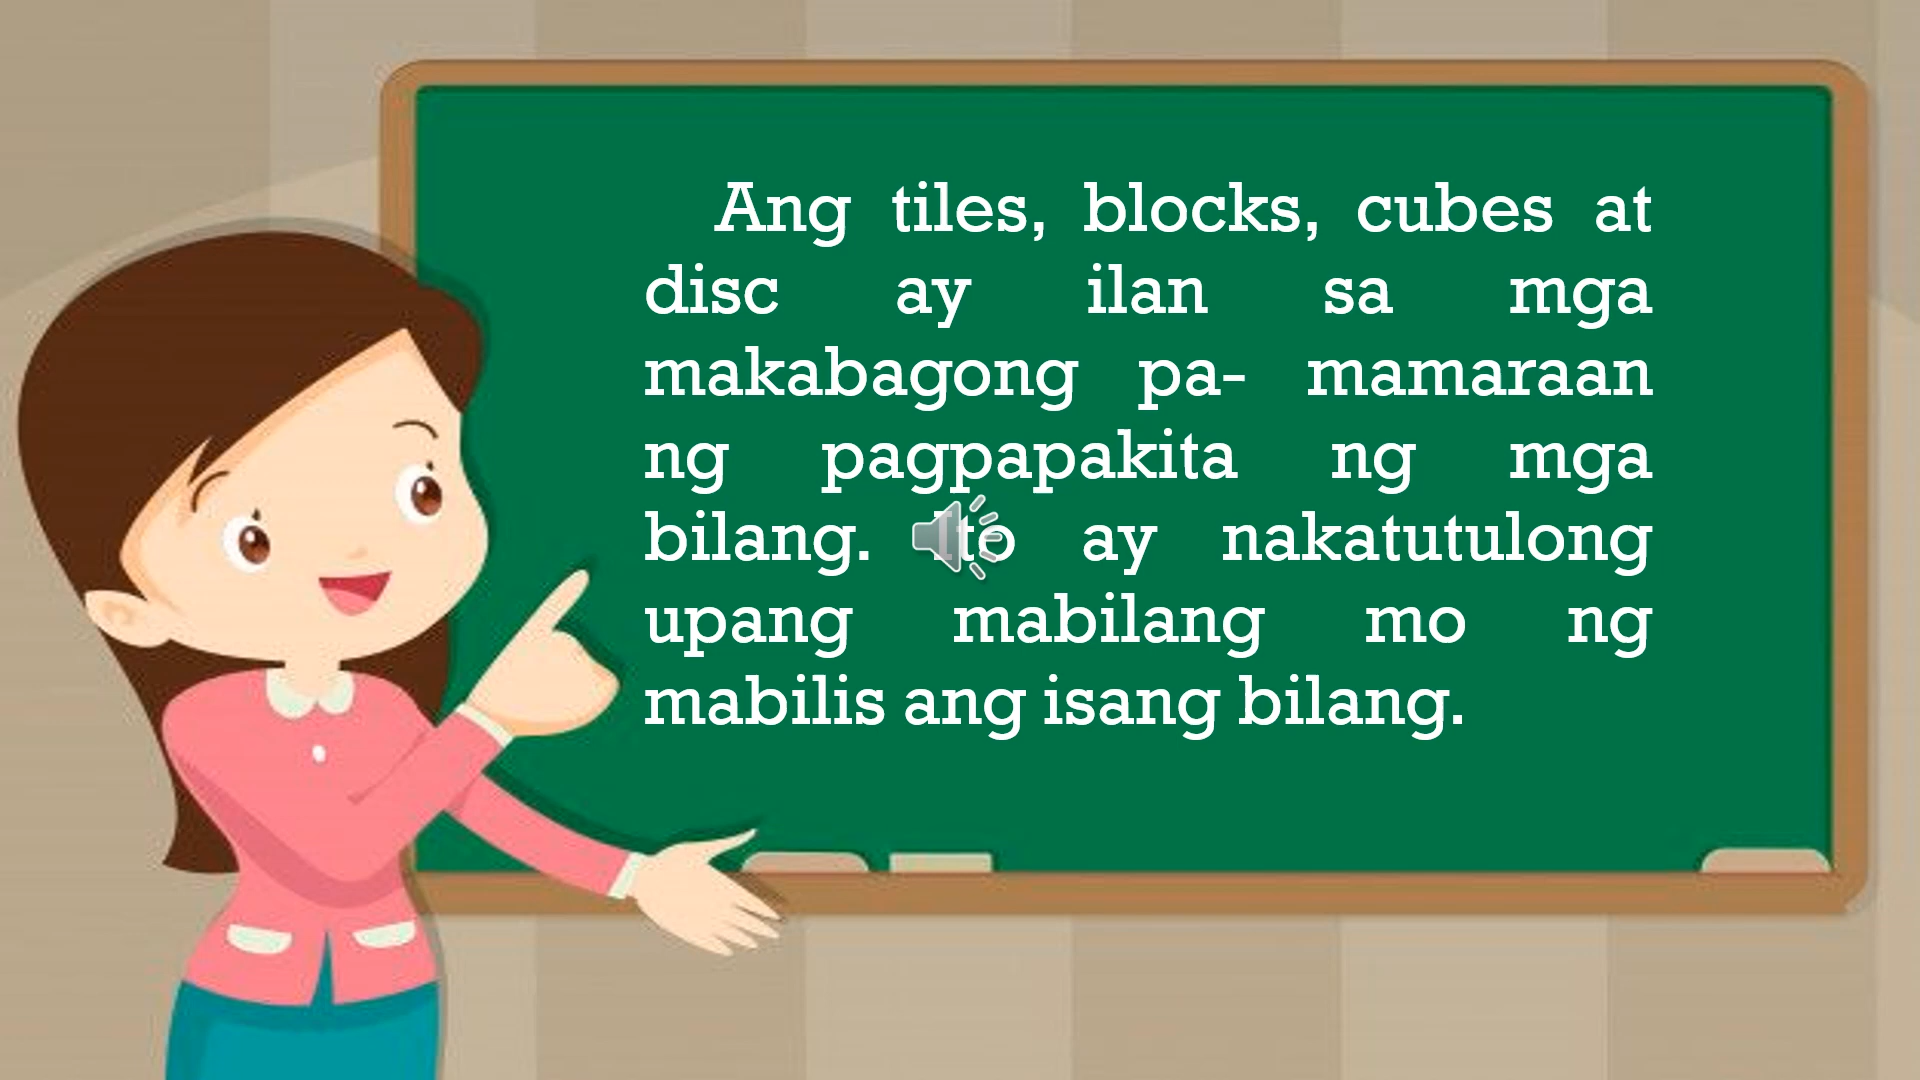 Ang tiles, blocks, cubes at
disc ay ilan sa mga
makabagong pa- mamaraan
ng pagpapakita ng mga
bilang. Ito ay nakatutulong
upang mabilang mo ng
mabilis ang isang bilang.